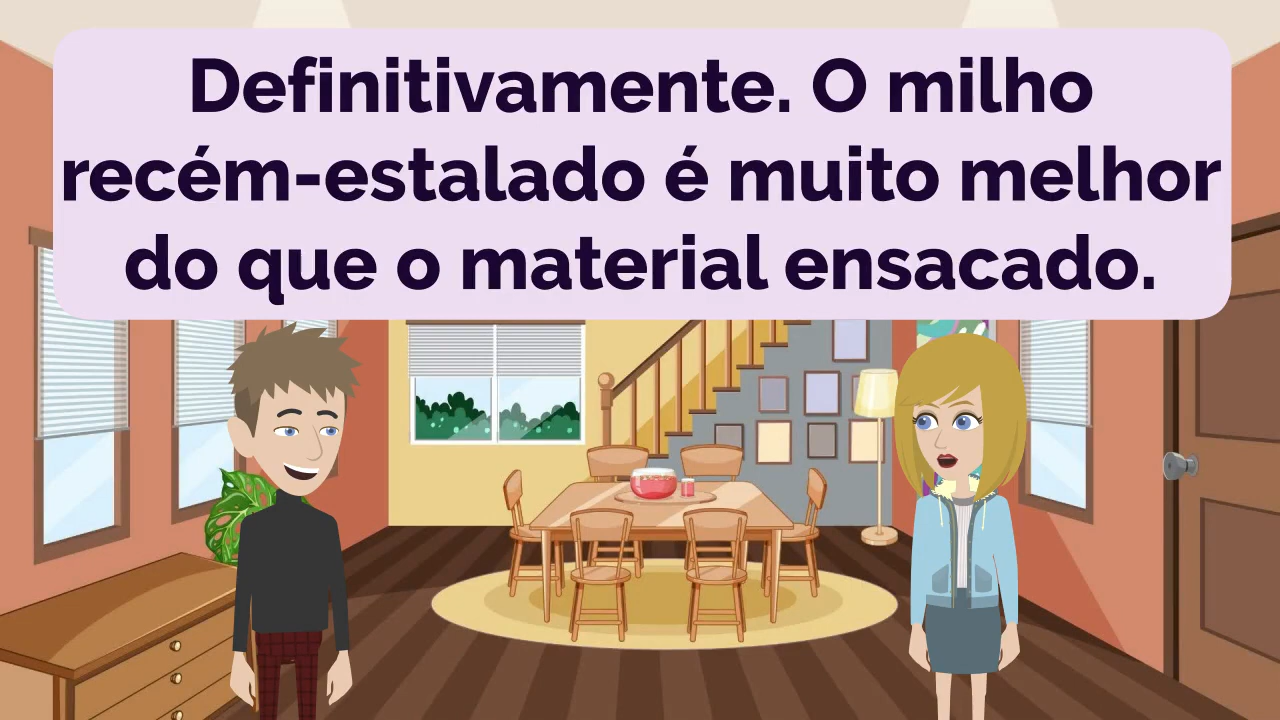 Definitivamente. O milho
recém-estalado é muito melhor
do que o material ensacado.